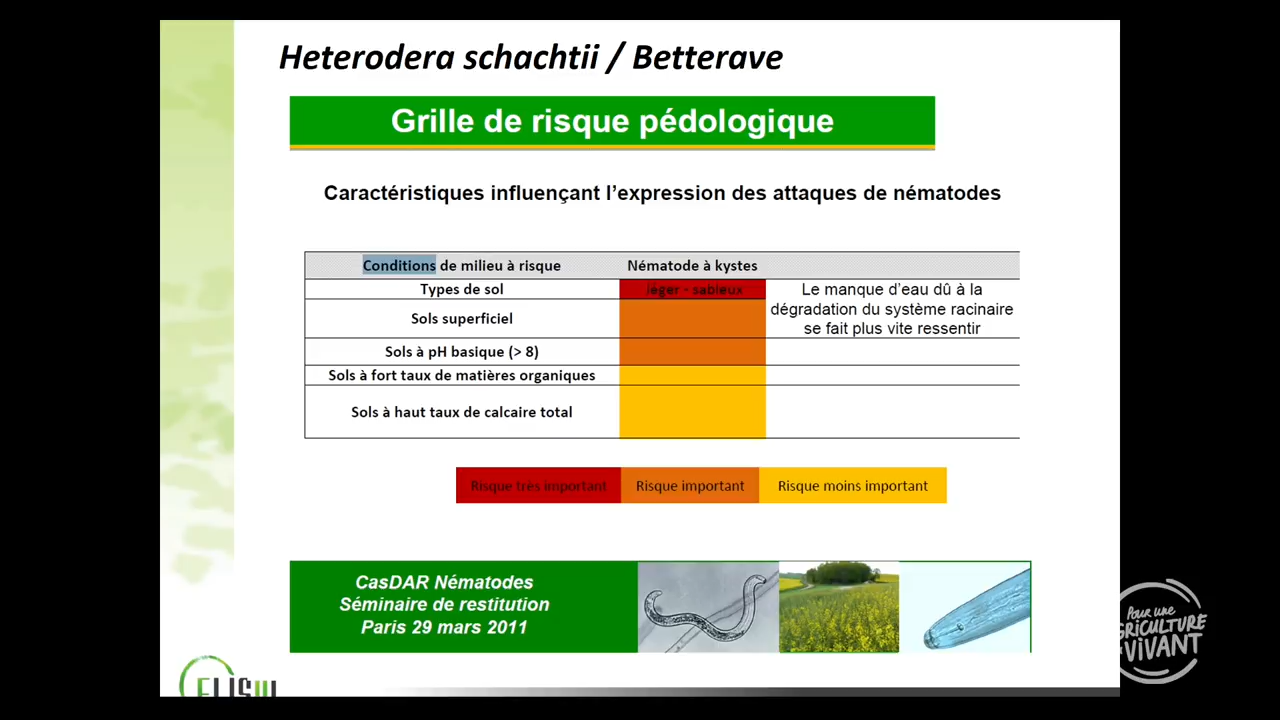 Heterodera schachtii / Betterave
Grille de risque pédologique
Caractéristiques influençant l'expression des attaques de nématodes
Conditions de milieu à risque Nématode à kystes
Types de sol léger - sableux Le manque d'eau dû à la
dégradation du système racinaire
se fait plus vite ressentir
Sols superficiel
Sols à pH basique (> 8)
Sols à fort taux de matières organiques
Sols à haut taux de calcaire total
Risque très important Risque important Risque moins important
CasDAR Nématodes
Séminaire de restitution
Paris 29 mars 2011
Pour une
AGRICULTURE
du VIVANT